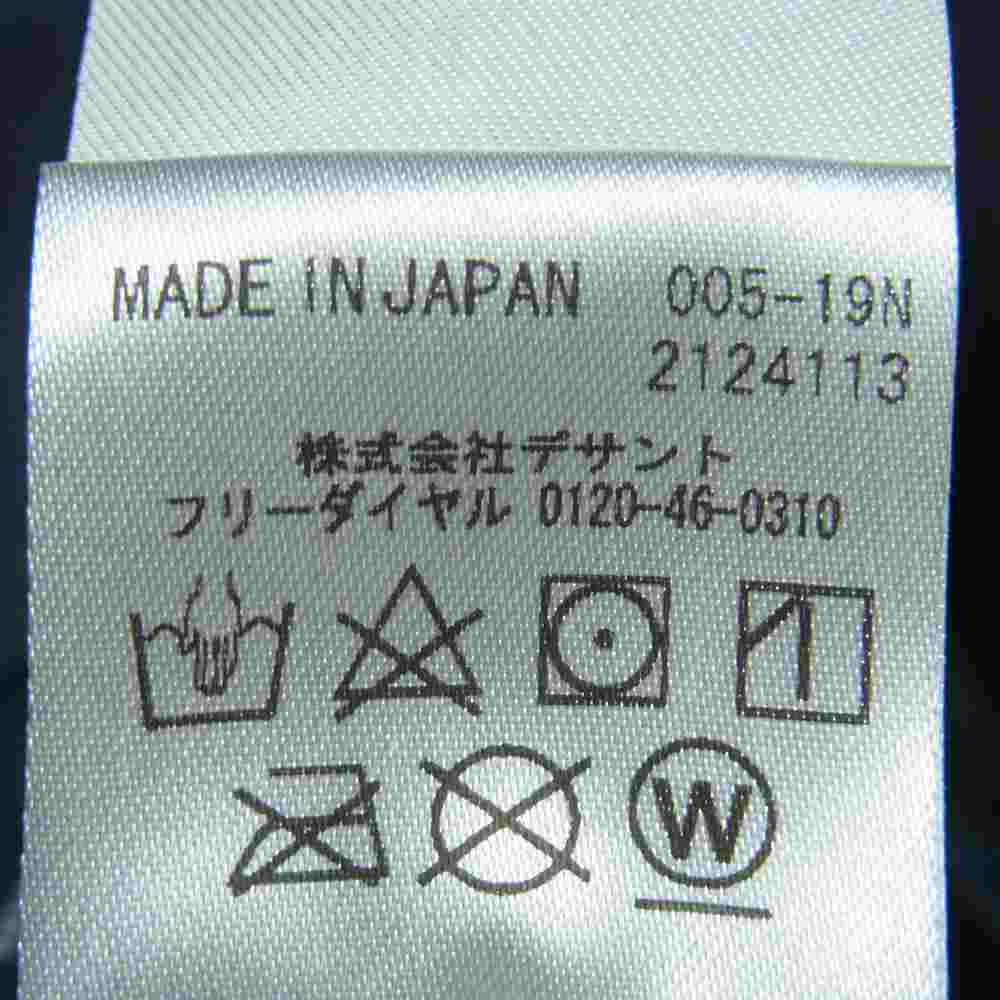 MADE IN JAPAN 005-19N
2124113
株式会社デサント
フリーダイヤル 0120-46-0310
W